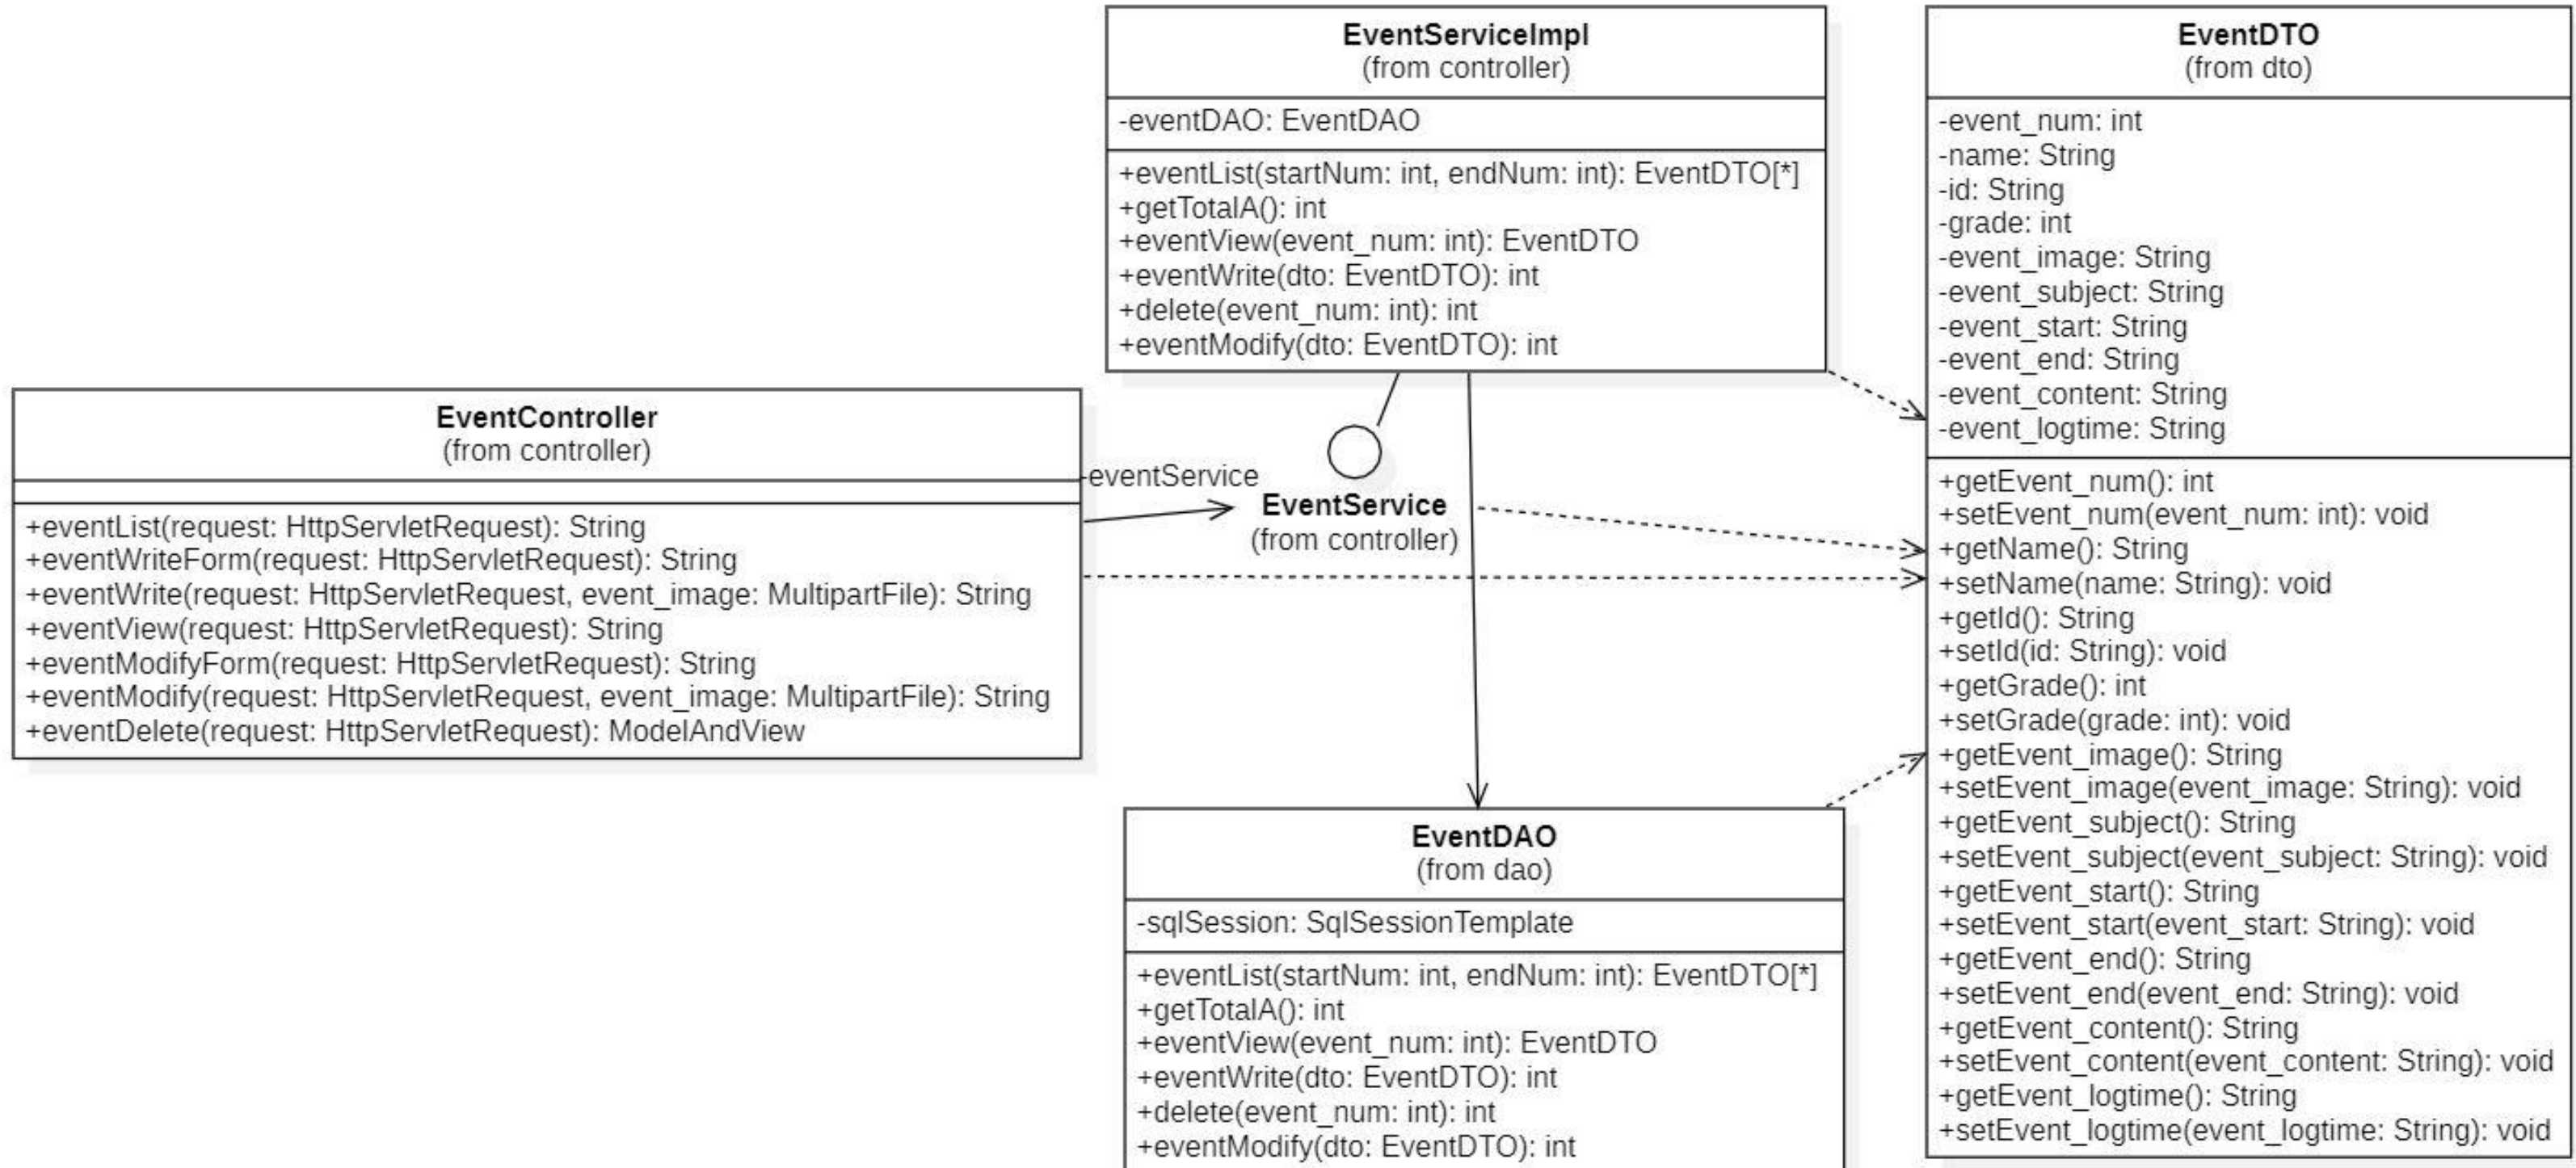 EventServiceImpl
(from controller)
-eventDAO: EventDAO
+eventList(startNum: int, endNum: int): EventDTO[*]
+getTotalA(): int
+eventView(event_num: int): EventDTO
+eventWrite(dto: EventDTO): int
+delete(event_num: int): int
+eventModify(dto: EventDTO): int
EventController
(from controller)
+eventList(request: HttpServletRequest): String
+eventWriteForm(request: HttpServletRequest): String
+eventWrite(request: HttpServletRequest, event_image: MultipartFile): String
+eventView(request: HttpServletRequest): String
+eventModifyForm(request: HttpServletRequest): String
+eventModify(request: HttpServletRequest, event_image: MultipartFile): String
+eventDelete(request: HttpServletRequest): ModelAndView
-eventService
EventService
(from controller)
EventDAO
(from dao)
-sqlSession: SqlSessionTemplate
+eventList(startNum: int, endNum: int): EventDTO[*]
+getTotalA(): int
+eventView(event_num: int): EventDTO
+eventWrite(dto: EventDTO): int
+delete(event_num: int): int
+eventModify(dto: EventDTO): int
EventDTO
(from dto)
-event_num: int
-name: String
-id: String
-grade: int
-event_image: String
-event_subject: String
-event_start: String
-event_end: String
-event_content: String
-event_logtime: String
+getEvent_num(): int
+setEvent_num(event_num: int): void
+getName(): String
+setName(name: String): void
+getId(): String
+setId(id: String): void
+getGrade(): int
+setGrade(grade: int): void
+getEvent_image(): String
+setEvent_image(event_image: String): void
+getEvent_subject(): String
+setEvent_subject(event_subject: String): void
+getEvent_start(): String
+setEvent_start(event_start: String): void
+getEvent_end(): String
+setEvent_end(event_end: String): void
+getEvent_content(): String
+setEvent_content(event_content: String): void
+getEvent_logtime(): String
+setEvent_logtime(event_logtime: String): void